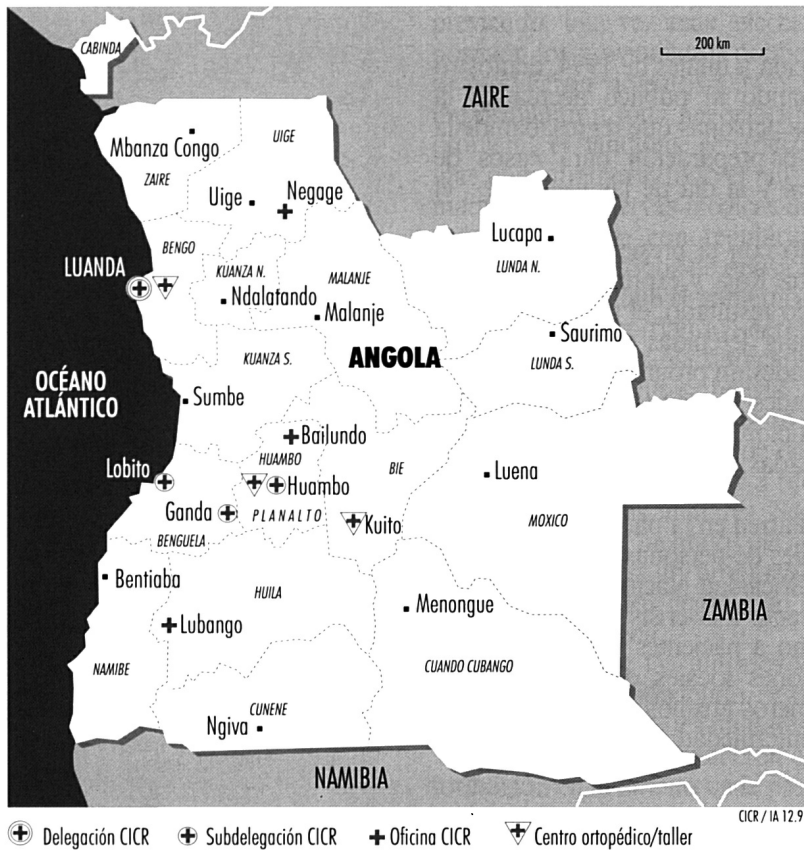 CABINDA
200 km
ZAIRE
Mbanza Congo
UIGE
ZAIRE
Uige
Negage
BENGO
Lucapa
LUNDA N.
LUANDA
KUANZA N.
MALANJE
Ndalatando
Malanje
Saurimo
ANGOLA
LUNDA S.
KUANZA S.
OCÉANO
ATLÁNTICO
Sumbe
Bailundo
HUAMBO
BIE
Lobito
Huambo
Luena
Ganda
PLANALTO
Kuito
MOXICO
BENGUELA
Bentiaba
HUILA
Menongue
ZAMBIA
Lubango
NAMIBE
CUANDO CUBANGO
CUNENE
Ngiva
NAMIBIA
CICR / IA 12.9
Delegación CICR Subdelegación CICR Oficina CICR Centro ortopédico/taller